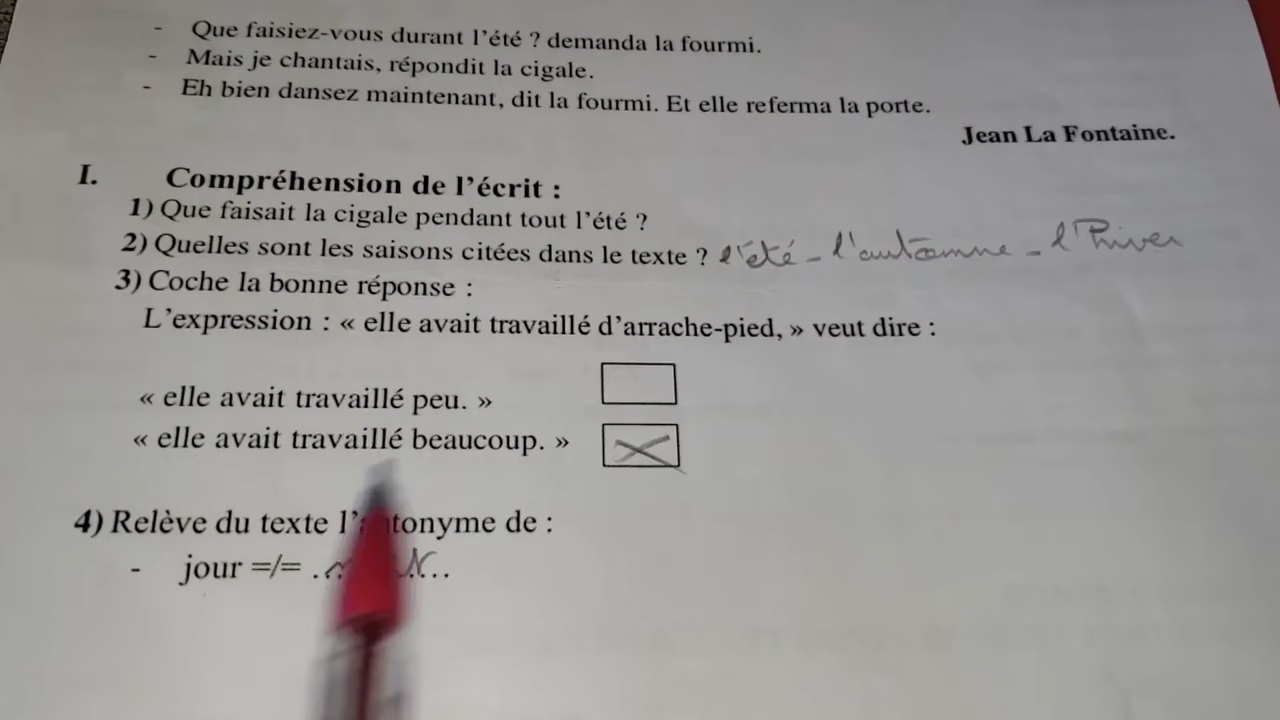 - Que faisiez-vous durant l'été ? demanda la fourmi.
- Mais je chantais, répondit la cigale.
- Eh bien dansez maintenant, dit la fourmi. Et elle referma la porte.
Jean La Fontaine.
I. Compréhension de l'écrit :
1) Que faisait la cigale pendant tout l'été ?
2) Quelles sont les saisons citées dans le texte ? l'été - l'automne - l'hiver
3) Coche la bonne réponse :
L'expression : « elle avait travaillé d'arrache-pied, » veut dire :
« elle avait travaillé peu. »
« elle avait travaillé beaucoup. »
4) Relève du texte de :
- jour =/=